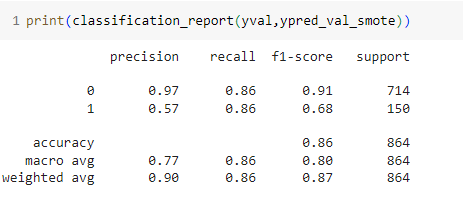 1 print(classification_report(yval,ypred_val_smote))
precision recall f1-score support
0 0.97 0.86 0.91 714
1 0.57 0.86 0.68 150
accuracy 0.86 864
macro avg 0.77 0.86 0.80 864
weighted avg 0.90 0.86 0.87 864